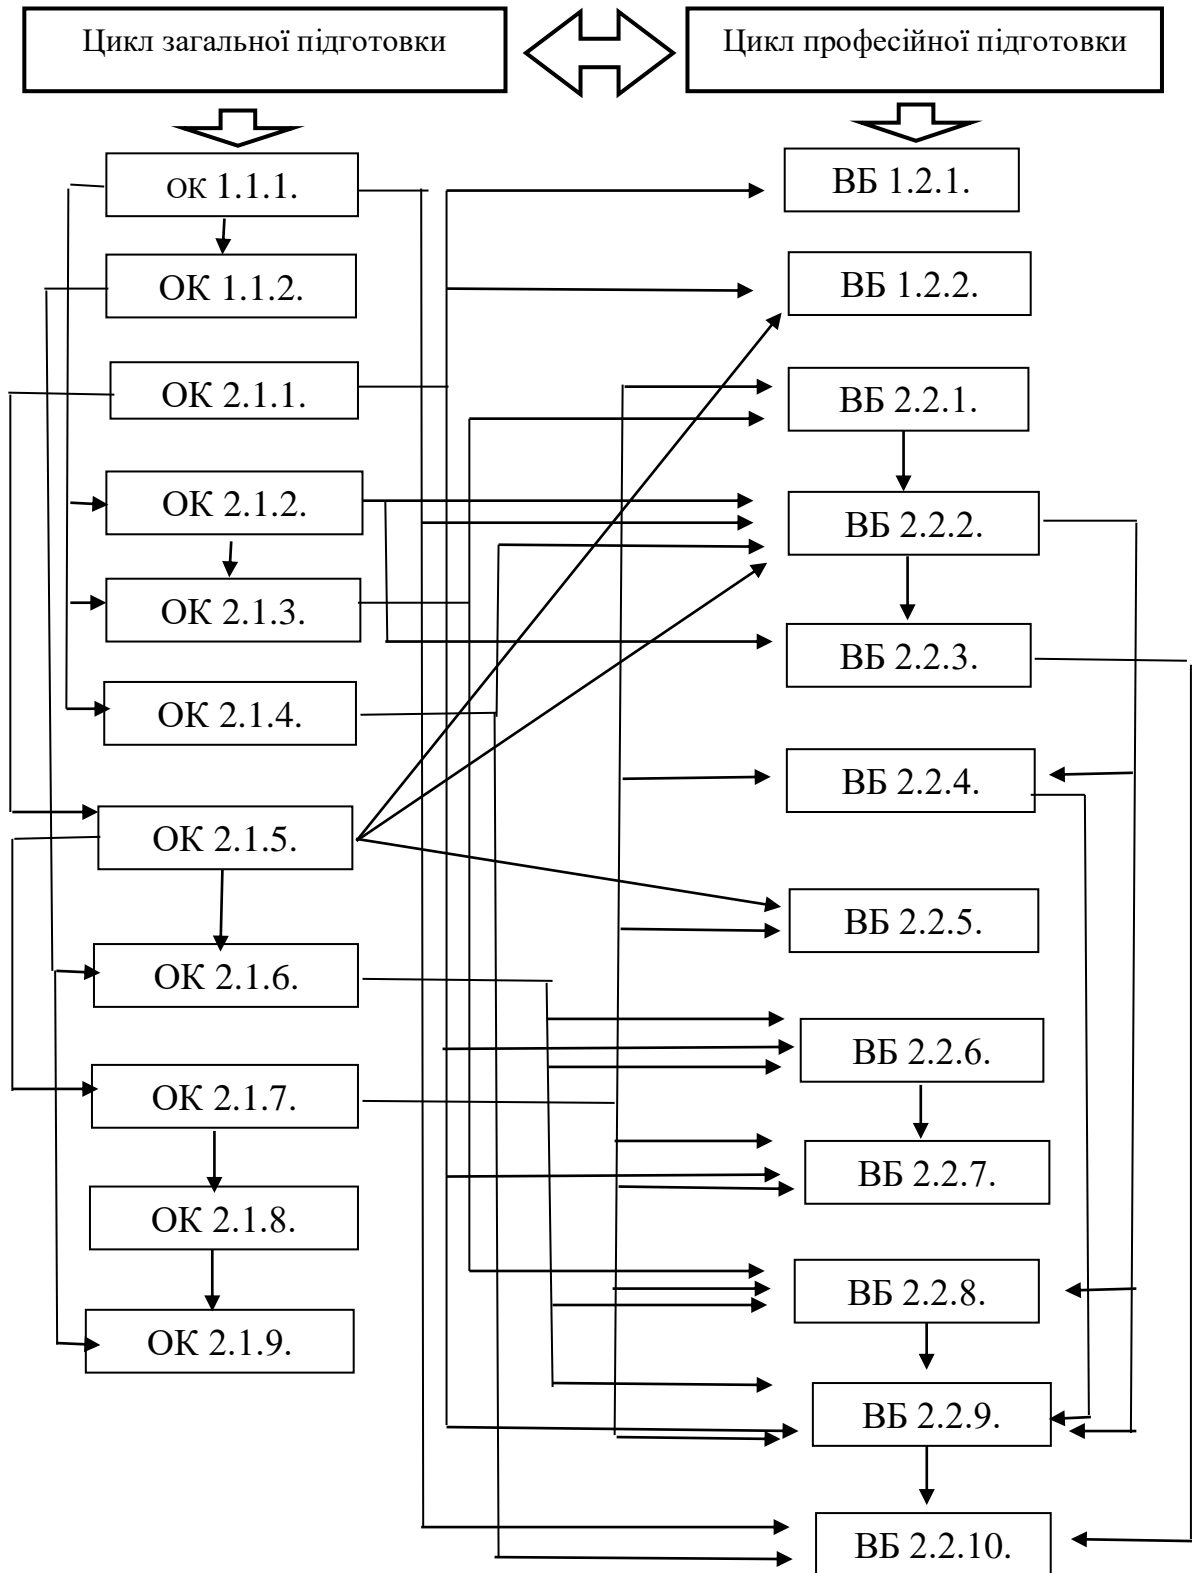 Цикл загальної підготовки
Цикл професійної підготовки
ОК 1.1.1.
ОК 1.1.2.
ОК 2.1.1.
ОК 2.1.2.
ОК 2.1.3.
ОК 2.1.4.
ОК 2.1.5.
ОК 2.1.6.
ОК 2.1.7.
ОК 2.1.8.
ОК 2.1.9.
ВБ 1.2.1.
ВБ 1.2.2.
ВБ 2.2.1.
ВБ 2.2.2.
ВБ 2.2.3.
ВБ 2.2.4.
ВБ 2.2.5.
ВБ 2.2.6.
ВБ 2.2.7.
ВБ 2.2.8.
ВБ 2.2.9.
ВБ 2.2.10.